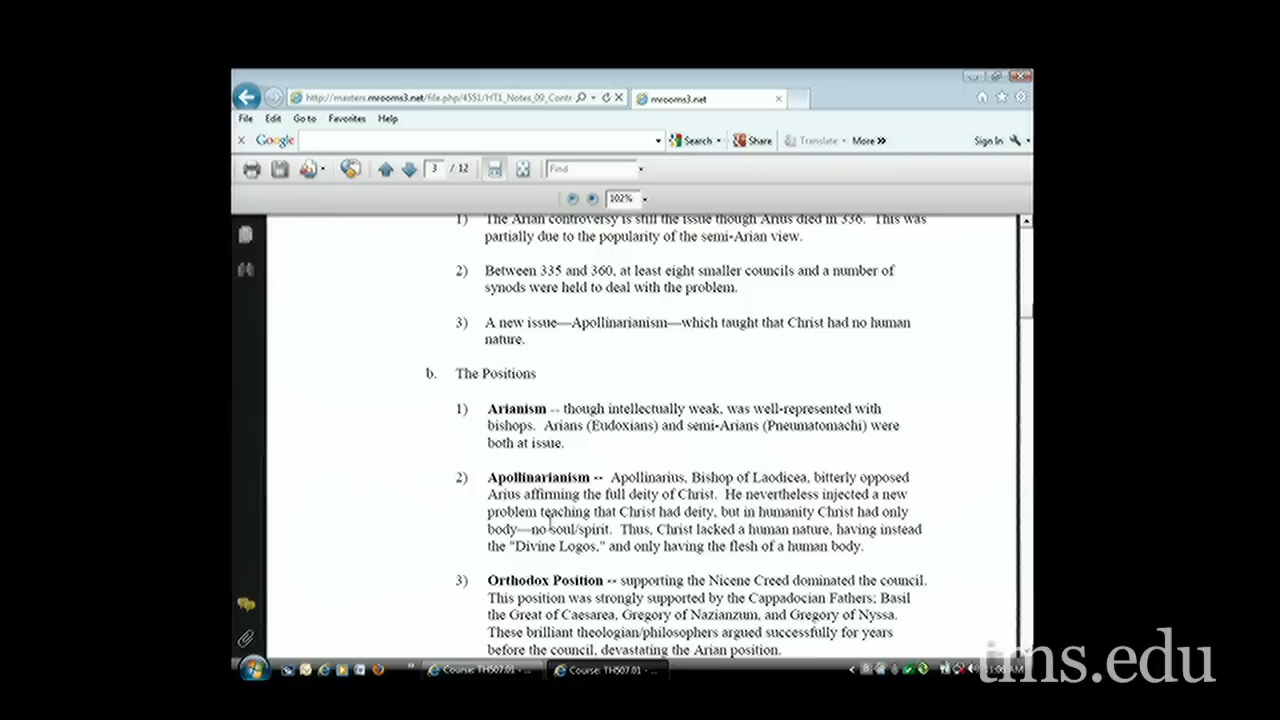 http://masters.mrooms3.net/file.php/4551/HT1_Notes_09_Contr
mrooms3.net
File Edit Go to Favorites Help
Google Search Share Translate More Sign In
3 / 12 Find
102%
1) The Arian controversy is still the issue though Arius died in 336. This was
partially due to the popularity of the semi-Arian view.
2) Between 335 and 360, at least eight smaller councils and a number of
synods were held to deal with the problem.
3) A new issue—Apollinarianism—which taught that Christ had no human
nature.
b. The Positions
1) Arianism -- though intellectually weak, was well-represented with
bishops. Arians (Eudoxians) and semi-Arians (Pneumatomachi) were
both at issue.
2) Apollinarianism -- Apollinarius, Bishop of Laodicea, bitterly opposed
Arius affirming the full deity of Christ. He nevertheless injected a new
problem teaching that Christ had deity, but in humanity Christ had only
body—no soul/spirit. Thus, Christ lacked a human nature, having instead
the "Divine Logos," and only having the flesh of a human body.
3) Orthodox Position -- supporting the Nicene Creed dominated the council.
This position was strongly supported by the Cappadocian Fathers; Basil
the Great of Caesarea, Gregory of Nazianzum, and Gregory of Nyssa.
These brilliant theologian/philosophers argued successfully for years
before the council, devastating the Arian position.
Course: TH507.01 - ... Course: TH507.01 - ...
tms.edu